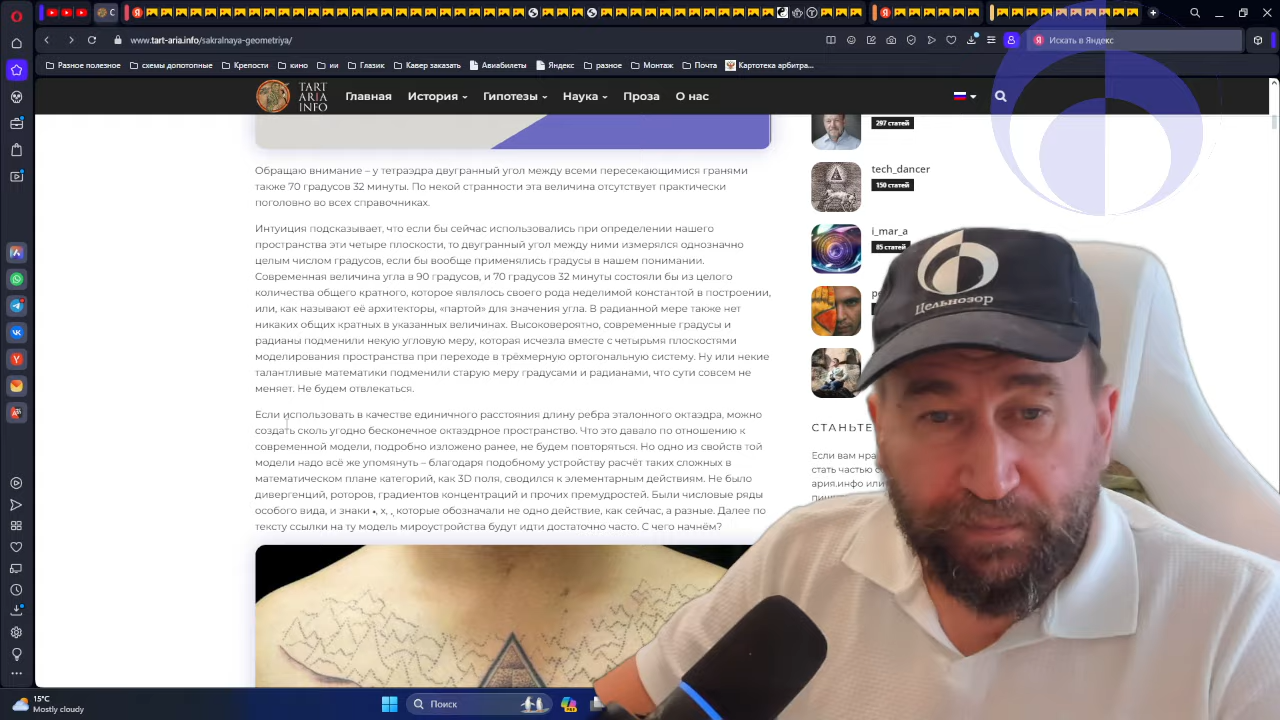 www.tart-aria.info/sakralnaya-geometriya/
Искать в Яндекс
Разное полезное
схемы допотопные
Крепости
кино
ии
Гатик
Кавер заказать
Авиабилеты
Яндекс
разное
Монтаж
Почта
Картотека арбитра...
TART
ARIA
INFO
Главная
История
Гипотезы
Наука
Проза
О нас
297 статей
Обращаю внимание – у тетраэдра двугранный угол между всеми пересекающимися гранями
также 70 градусов 32 минуты. По некой странности эта величина отсутствует практически
поголовно во всех справочниках.
tech_dancer
150 статей
Интуиция подсказывает, что если бы сейчас использовались при определении нашего
пространства эти четыре плоскости, то двугранный угол между ними измерялся однозначно
целым числом градусов, если бы вообще применялись градусы в нашем понимании.
Современная величина угла в 90 градусов, и 70 градусов 32 минуты состояли бы из целого
количества общего кратного, которое являлось своего рода неделимой константой в построении,
или, как называют её архитекторы, «партой» для значения угла. В радианной мере также нет
никаких общих кратных в указанных величинах. Высоковероятно, современные градусы и
радианы подменили некую угловую меру, которая исчезла вместе с четырьмя плоскостями
моделирования пространства при переходе в трёхмерную ортогональную систему. Ну или некие
талантливые математики подменили старую меру градусами и радианами, что сути совсем не
меняет. Не будем отвлекаться.
i_mar_a
85 статей
Если использовать в качестве единичного расстояния длину ребра эталонного октаэдра, можно
создать сколь угодно бесконечное октаэдрное пространство. Что это давало по отношению к
современной модели, подробно изложено ранее, не будем повторяться. Но одно из свойств той
модели надо всё же упомянуть – благодаря подобному устройству расчёт таких сложных в
математическом плане категорий, как 3D поля, сводился к элементарным действиям. Не было
дивергенций, роторов, градиентов концентраций и прочих премудростей. Были числовые ряды
особого вида, и знаки •, х, ., которые обозначали не одно действие, как сейчас, а разные. Далее по
тексту ссылки на ту модель мироустройства будут идти достаточно часто. С чего начнём?
СТАНЬТЕ
Если вам нра
стать частью с
ария.инфо или
Цельнозор
15°C
Mostly cloudy
Поиск